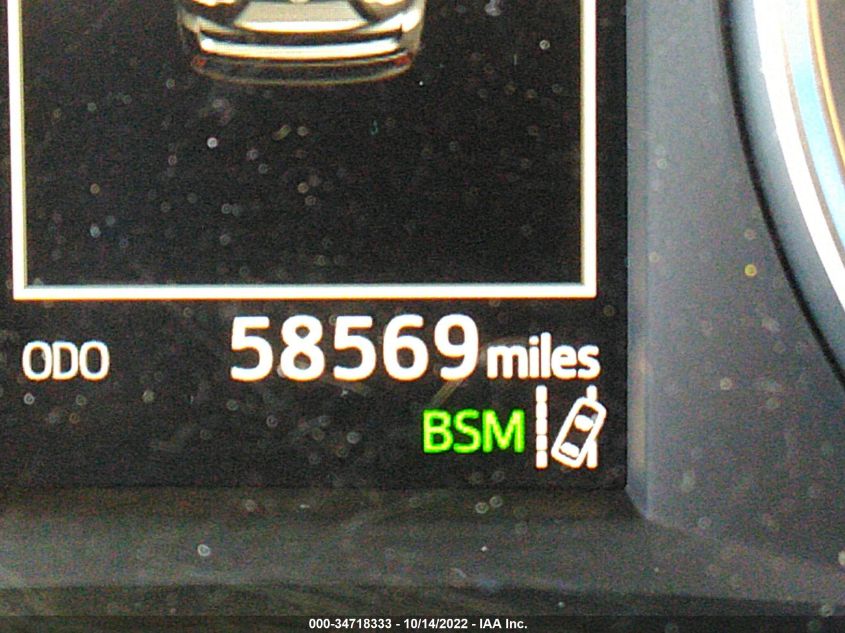 ODO 58569 miles
BSM
000-34718333 - 10/14/2022 - IAA Inc.